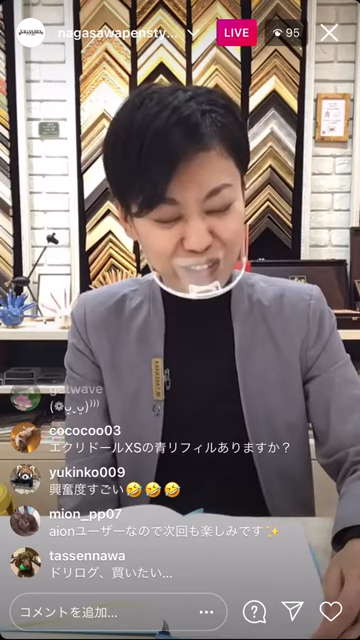 nagasawapensty...
LIVE
95
getwave
(❁ᴗ͈ˬᴗ͈)⁾⁾⁾
cococoo03
エクリドールXSの青リフィルありますか？
yukinko009
興奮度すごい🤣🤣🤣
mion_pp07
aionユーザーなので次回も楽しみです✨
tassennawa
ドリログ、買いたい...
コメントを追加...